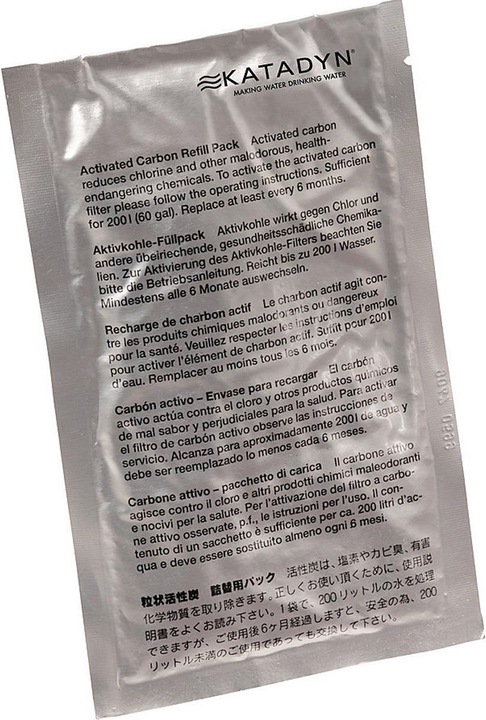 KATADYN®
MAKING WATER DRINKING WATER
Activated Carbon Refill Pack Activated carbon
reduces chlorine and other malodorous, health-
endangering chemicals. To activate the activated carbon
filter please follow the operating instructions. Sufficient
for 200l (60 gal). Replace at least every 6 months.
Aktivkohle-Füllpack Aktivkohle wirkt gegen Chlor und
andere übelriechende, gesundheitsschädliche Chemika-
lien. Zur Aktivierung des Aktivkohle-Filters beachten Sie
bitte die Betriebsanleitung. Reicht bis zu 200 l Wasser.
Mindestens alle 6 Monate auswechseln.
Recharge de charbon actif Le charbon actif agit con-
tre les produits chimiques malodorants ou dangereux
pour la santé. Veuillez respecter les instructions d'emploi
pour activer l'élément de charbon actif. Suffit pour 200l
d'eau. Remplacer au moins tous les 6 mois.
Carbón activo – Envase para recargar El carbón
activo actúa contra el cloro y otros productos químicos
de mal sabor y perjudiciales para la salud. Para activar
el filtro de carbón activo observe las instrucciones de
servicio. Alcanza para aproximadamente 200l de agua y
debe ser reemplazado lo menos cada 6 meses.
Carbone attivo – pacchetto di carica Il carbone attivo
agisce contro il cloro e altri prodotti chimici maleodoranti
e nocivi per la salute. Per l'attivazione del filtro a carbo-
ne attivo osservate, p.f., le istruzioni per l'uso. Il con-
tenuto di un sacchetto è sufficiente per ca. 200 litri d'ac-
qua e deve essere sostituito almeno ogni 6 mesi.
粒状活性炭 詰替用パック 活性炭は、塩素やカビ臭、有害
化学物質を取り除きます。正しくお使い頂くために、使用説
明書をよくお読み下さい。1袋で、200リットルの水を処理
できますが、ご使用後6ヶ月経過しますと、安全の為、200
リットル未満のご使用であっても交換して下さい。